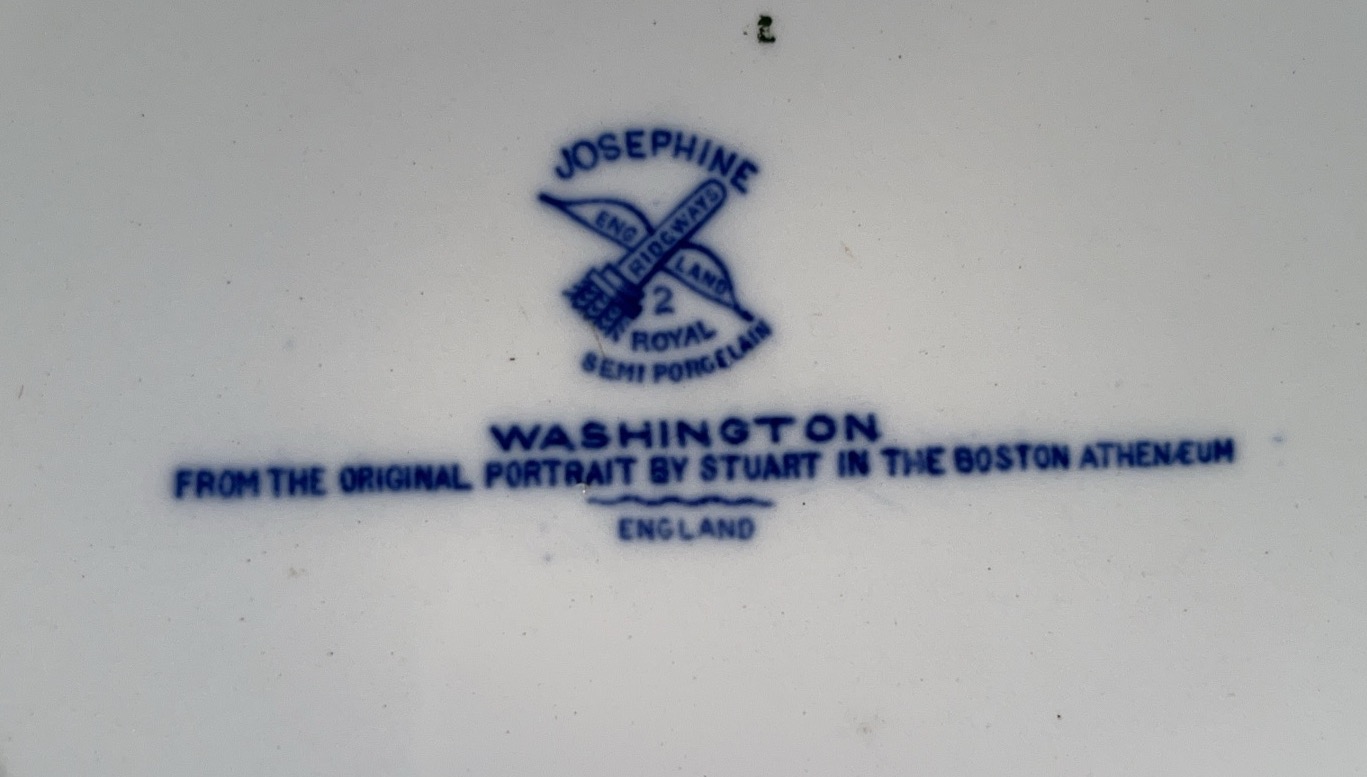 2
JOSEPHINE
ENG LAND
RIDGWAYS
2
ROYAL
SEMI PORCELAIN
WASHINGTON
FROM THE ORIGINAL PORTRAIT BY STUART IN THE BOSTON ATHENÆUM
ENGLAND